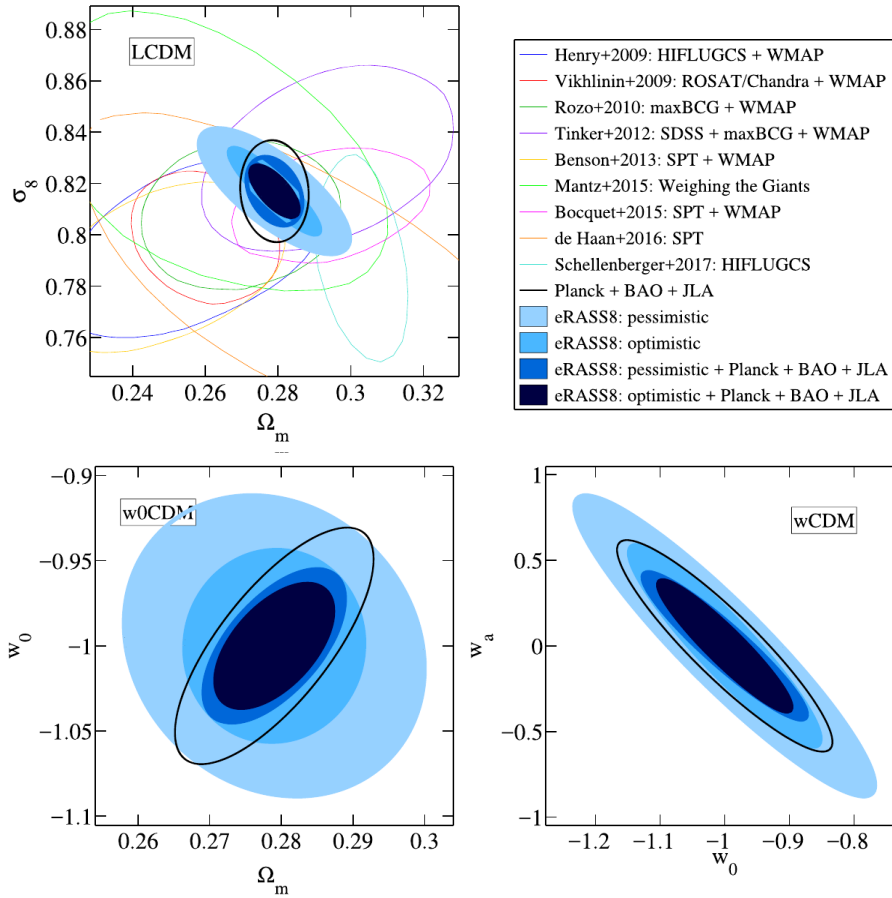 0.88
0.86
0.84
0.82
0.8
0.78
0.76
σ8
LCDM
0.24
0.26
0.28
0.3
0.32
Ωm
Henry+2009: HIFLUGCS + WMAP
Vikhlinin+2009: ROSAT/Chandra + WMAP
Rozo+2010: maxBCG + WMAP
Tinker+2012: SDSS + maxBCG + WMAP
Benson+2013: SPT + WMAP
Mantz+2015: Weighing the Giants
Bocquet+2015: SPT + WMAP
de Haan+2016: SPT
Schellenberger+2017: HIFLUGCS
Planck + BAO + JLA
eRASS8: pessimistic
eRASS8: optimistic
eRASS8: pessimistic + Planck + BAO + JLA
eRASS8: optimistic + Planck + BAO + JLA
−0.9
−0.95
−1
−1.05
−1.1
w0
w0CDM
0.26
0.27
0.28
0.29
0.3
Ωm
1
0.5
0
−0.5
−1
wa
wCDM
−1.2
−1.1
−1
−0.9
−0.8
w0